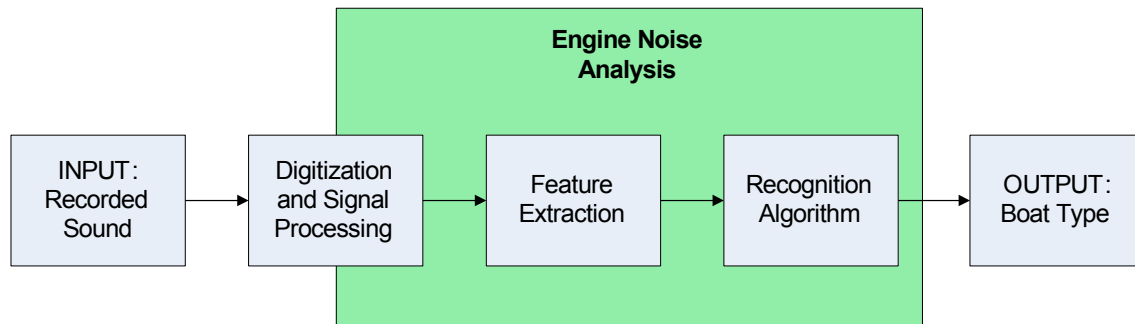 Engine Noise
Analysis
INPUT:
Recorded
Sound
Digitization
and Signal
Processing
Feature
Extraction
Recognition
Algorithm
OUTPUT:
Boat Type